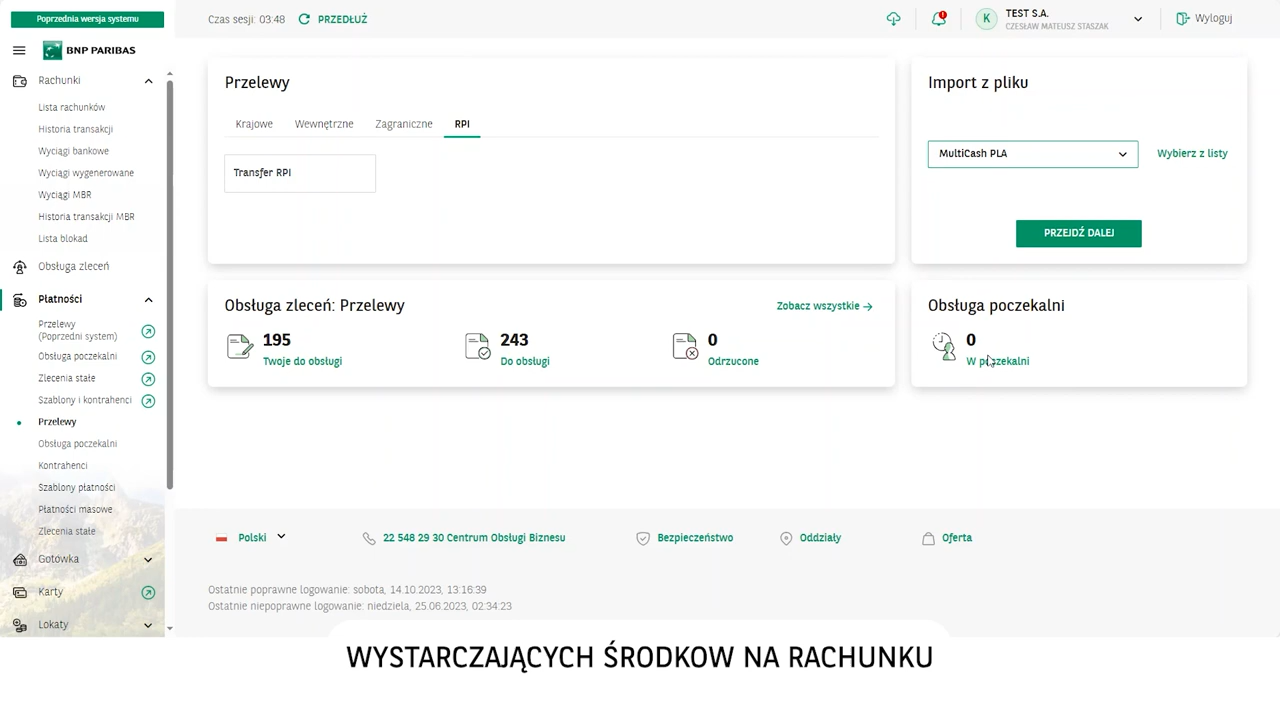 Poprzednia wersja systemu
Czas sesji: 03:48 PRZEDŁUŻ
K TEST S.A.
CZESŁAW MATEUSZ STASZAK
Wyloguj
BNP PARIBAS
Rachunki
Lista rachunków
Historia transakcji
Wyciągi bankowe
Wyciągi wygenerowane
Wyciągi MBR
Historia transakcji MBR
Lista blokad
Obsługa zleceń
Płatności
Przelewy
(Poprzedni system)
Obsługa poczekalni
Zlecenia stałe
Szablony i kontrahenci
Przelewy
Obsługa poczekalni
Kontrahenci
Szablony płatności
Płatności masowe
Zlecenia stałe
Gotówka
Karty
Lokaty
Przelewy
Krajowe Wewnętrzne Zagraniczne RPI
Transfer RPI
Import z pliku
MultiCash PLA Wybierz z listy
PRZEJDŹ DALEJ
Obsługa zleceń: Przelewy Zobacz wszystkie
195 243 0
Twoje do obsługi Do obsługi Odrzucone
Obsługa poczekalni
0
W poczekalni
Polski 22 548 29 30 Centrum Obsługi Biznesu Bezpieczeństwo Oddziały Oferta
Ostatnie poprawne logowanie: sobota, 14.10.2023, 13:16:39
Ostatnie niepoprawne logowanie: niedziela, 25.06.2023, 02:34:23
WYSTARCZAJĄCYCH ŚRODKOW NA RACHUNKU